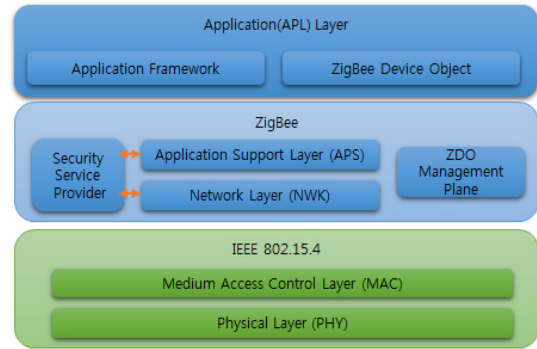 Application(APL) Layer
Application Framework
ZigBee Device Object
ZigBee
Security
Service
Provider
Application Support Layer (APS)
Network Layer (NWK)
ZDO
Management
Plane
IEEE 802.15.4
Medium Access Control Layer (MAC)
Physical Layer (PHY)